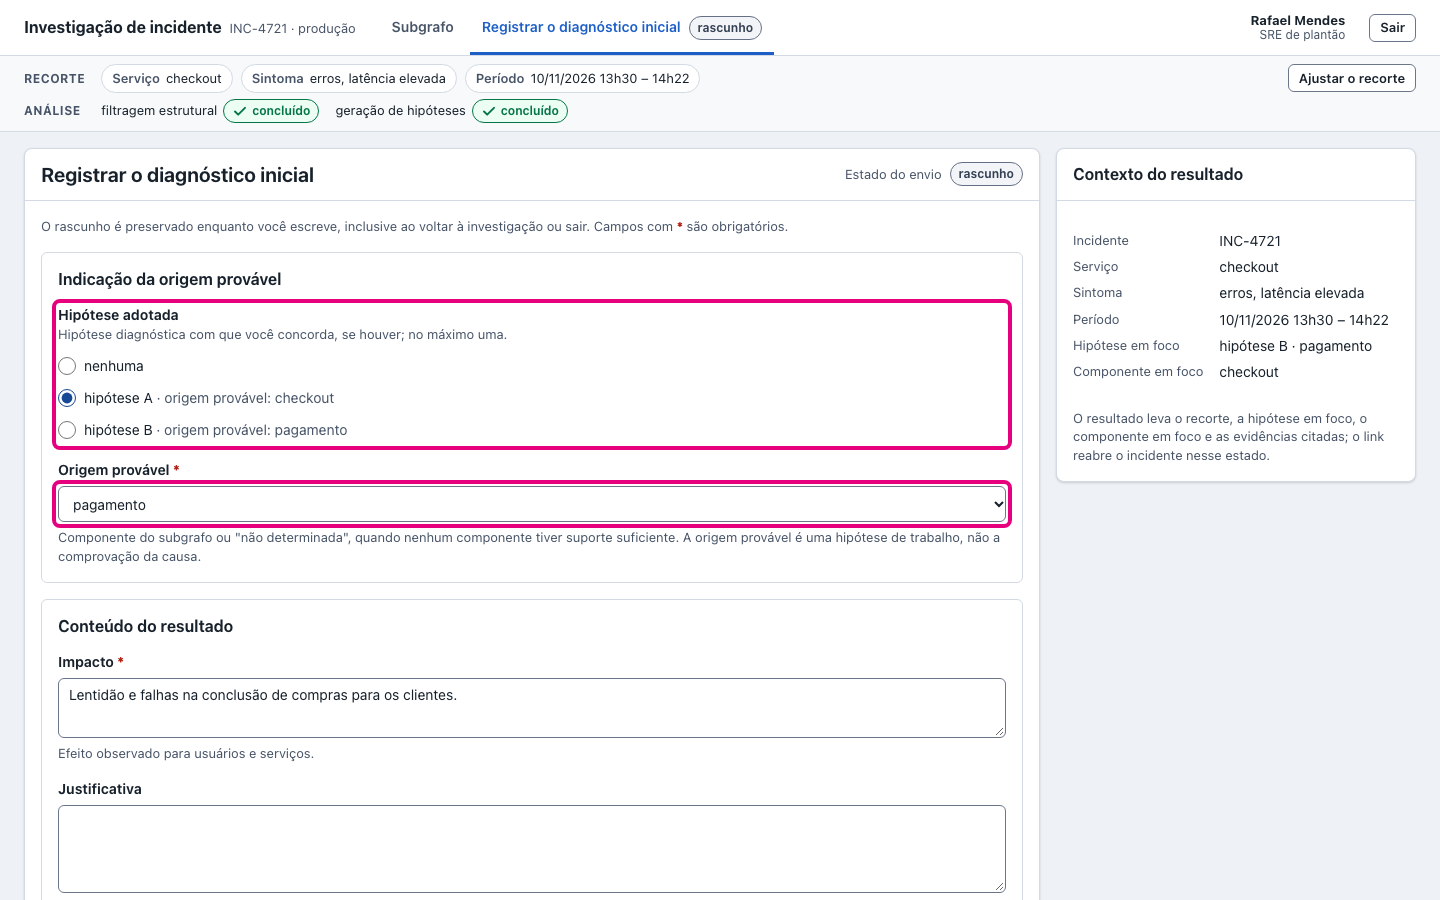 Investigação de incidente INC-4721 · produção Subgrafo Registrar o diagnóstico inicial rascunho Rafael Mendes SRE de plantão Sair
RECORTE Serviço checkout Sintoma erros, latência elevada Período 10/11/2026 13h30 – 14h22 Ajustar o recorte
ANÁLISE filtragem estrutural concluído geração de hipóteses concluído
Registrar o diagnóstico inicial Estado do envio rascunho
O rascunho é preservado enquanto você escreve, inclusive ao voltar à investigação ou sair. Campos com * são obrigatórios.
Indicação da origem provável
Hipótese adotada
Hipótese diagnóstica com que você concorda, se houver; no máximo uma.
nenhuma
hipótese A · origem provável: checkout
hipótese B · origem provável: pagamento
Origem provável *
pagamento
Componente do subgrafo ou "não determinada", quando nenhum componente tiver suporte suficiente. A origem provável é uma hipótese de trabalho, não a
comprovação da causa.
Conteúdo do resultado
Impacto *
Lentidão e falhas na conclusão de compras para os clientes.
Efeito observado para usuários e serviços.
Justificativa
Contexto do resultado
Incidente INC-4721
Serviço checkout
Sintoma erros, latência elevada
Período 10/11/2026 13h30 – 14h22
Hipótese em foco hipótese B · pagamento
Componente em foco checkout
O resultado leva o recorte, a hipótese em foco, o
componente em foco e as evidências citadas; o link
reabre o incidente nesse estado.